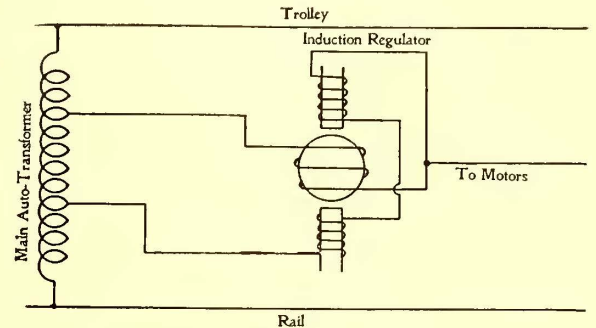 Trolley
Induction Regulator
Main Auto-Transformer
To Motors
Rail